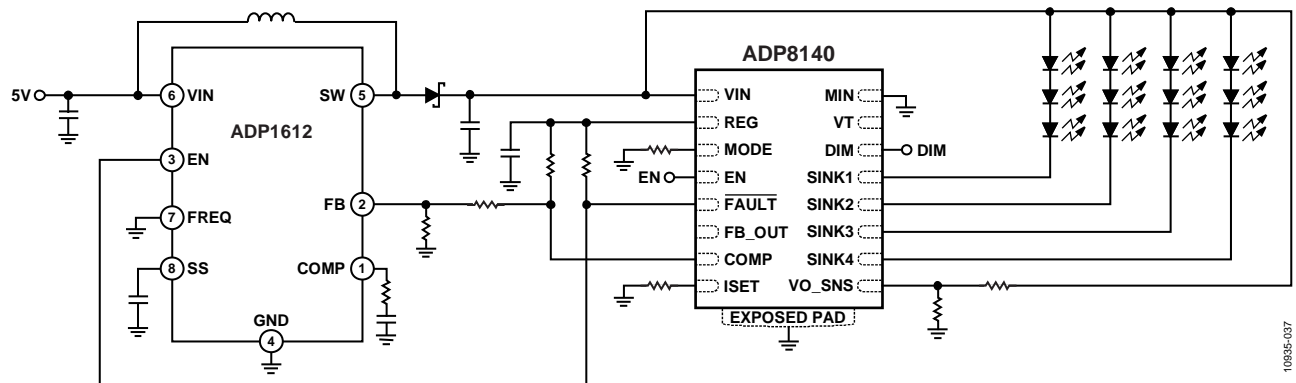 5V
6 VIN
SW 5
ADP1612
3 EN
FB 2
7 FREQ
8 SS
COMP 1
GND
4
ADP8140
VIN
REG
MODE
EN EN
FAULT
FB_OUT
COMP
ISET
MIN
VT
DIM DIM
SINK1
SINK2
SINK3
SINK4
VO_SNS
EXPOSED PAD
10935-037